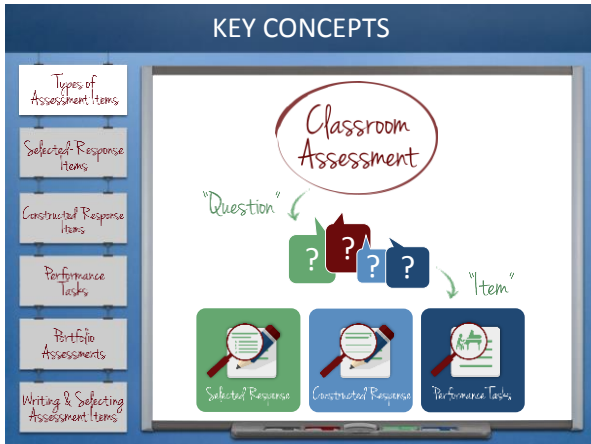 KEY CONCEPTS
Types of
Assessment Items
Selected-Response
Items
Constructed Response
Items
Performance
Tasks
Portfolio
Assessments
Writing & Selecting
Assessment Items
Classroom
Assessment
"Question"
? ? ? ?
"Item"
Selected Response
Constructed Response
Performance Tasks